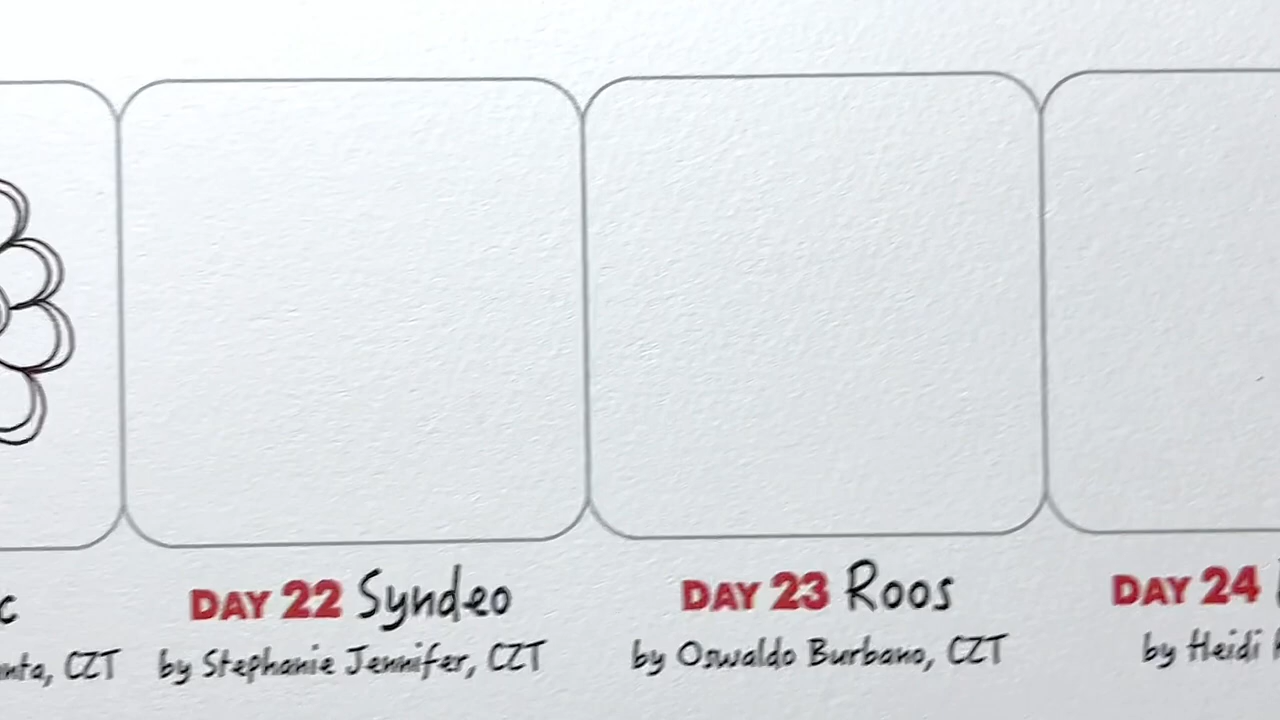 DAY 22 Syndeo
by Stephanie Jennifer, CZT
DAY 23 Roos
by Oswaldo Burbano, CZT
DAY 24
by Heidi
CZT